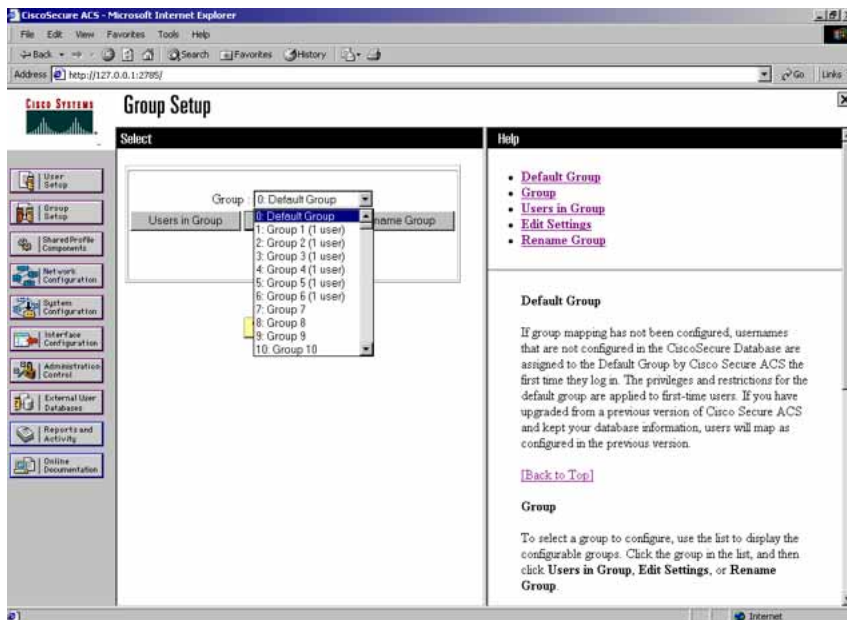 CiscoSecure ACS - Microsoft Internet Explorer
File Edit View Favorites Tools Help
Back Search Favorites History
Address http://127.0.0.1:2785/ Go Links
CISCO SYSTEMS
Group Setup
Select
Help
User Setup
Group Setup
Shared Profile Components
Network Configuration
System Configuration
Interface Configuration
Administration Control
External User Databases
Reports and Activity
Online Documentation
Group : 0: Default Group
Users in Group
name Group
0: Default Group
1: Group 1 (1 user)
2: Group 2 (1 user)
3: Group 3 (1 user)
4: Group 4 (1 user)
5: Group 5 (1 user)
6: Group 6 (1 user)
7: Group 7
8: Group 8
9: Group 9
10: Group 10
Default Group
Group
Users in Group
Edit Settings
Rename Group
Default Group
If group mapping has not been configured, usernames
that are not configured in the CiscoSecure Database are
assigned to the Default Group by Cisco Secure ACS the
first time they log in. The privileges and restrictions for the
default group are applied to first-time users. If you have
upgraded from a previous version of Cisco Secure ACS
and kept your database information, users will map as
configured in the previous version.
[Back to Top]
Group
To select a group to configure, use the list to display the
configurable groups. Click the group in the list, and then
click Users in Group, Edit Settings, or Rename
Group.
Internet